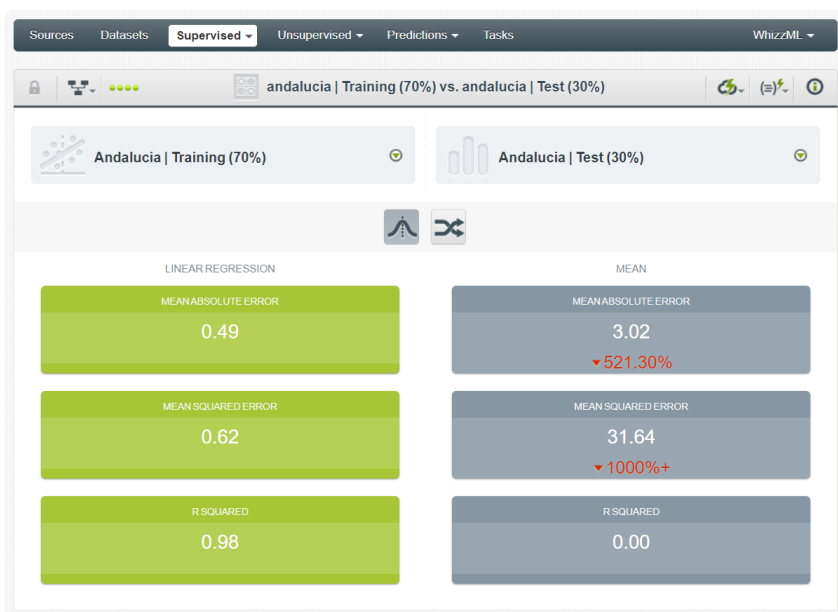 Sources Datasets Supervised Unsupervised Predictions Tasks WhizzML
andalucia | Training (70%) vs. andalucia | Test (30%)
Andalucia | Training (70%) Andalucia | Test (30%)
LINEAR REGRESSION MEAN
MEAN ABSOLUTE ERROR MEAN ABSOLUTE ERROR
0.49 3.02
521.30%
MEAN SQUARED ERROR MEAN SQUARED ERROR
0.62 31.64
1000%+
R SQUARED R SQUARED
0.98 0.00